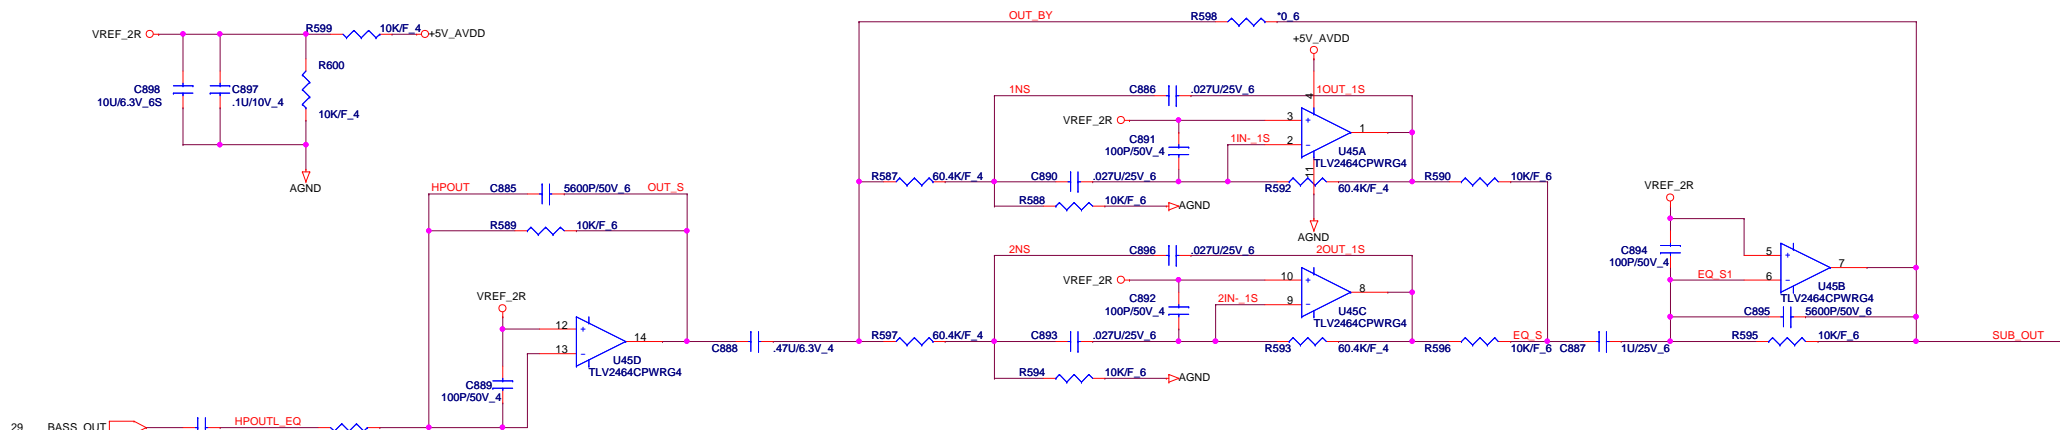 OUT_BY
R598
*0_6
VREF_2R
R599
10K/F_4
+5V_AVDD
+5V_AVDD
R600
C898
10U/6.3V_6S
C897
.1U/10V_4
10K/F_4
AGND
1NS
C886
.027U/25V_6
1OUT_1S
4
VREF_2R
3
1
C891
100P/50V_4
1IN-_1S
2
U45A
TLV2464CPWRG4
11
R587
60.4K/F_4
C890
.027U/25V_6
R592
60.4K/F_4
R590
10K/F_6
R588
10K/F_6
AGND
AGND
HPOUT
C885
5600P/50V_6
OUT_S
R589
10K/F_6
VREF_2R
2NS
C896
.027U/25V_6
2OUT_1S
VREF_2R
10
8
C892
100P/50V_4
2IN-_1S
9
U45C
TLV2464CPWRG4
C894
100P/50V_4
5
7
EQ_S1
6
U45B
TLV2464CPWRG4
C895
5600P/50V_6
VREF_2R
12
14
13
U45D
TLV2464CPWRG4
C889
100P/50V_4
C888
.47U/6.3V_4
R597
60.4K/F_4
C893
.027U/25V_6
R593
60.4K/F_4
R596
EQ_S
10K/F_6
C887
1U/25V_6
R595
10K/F_6
SUB_OUT
R594
10K/F_6
AGND
29
BASS_OUT
HPOUTL_EQ